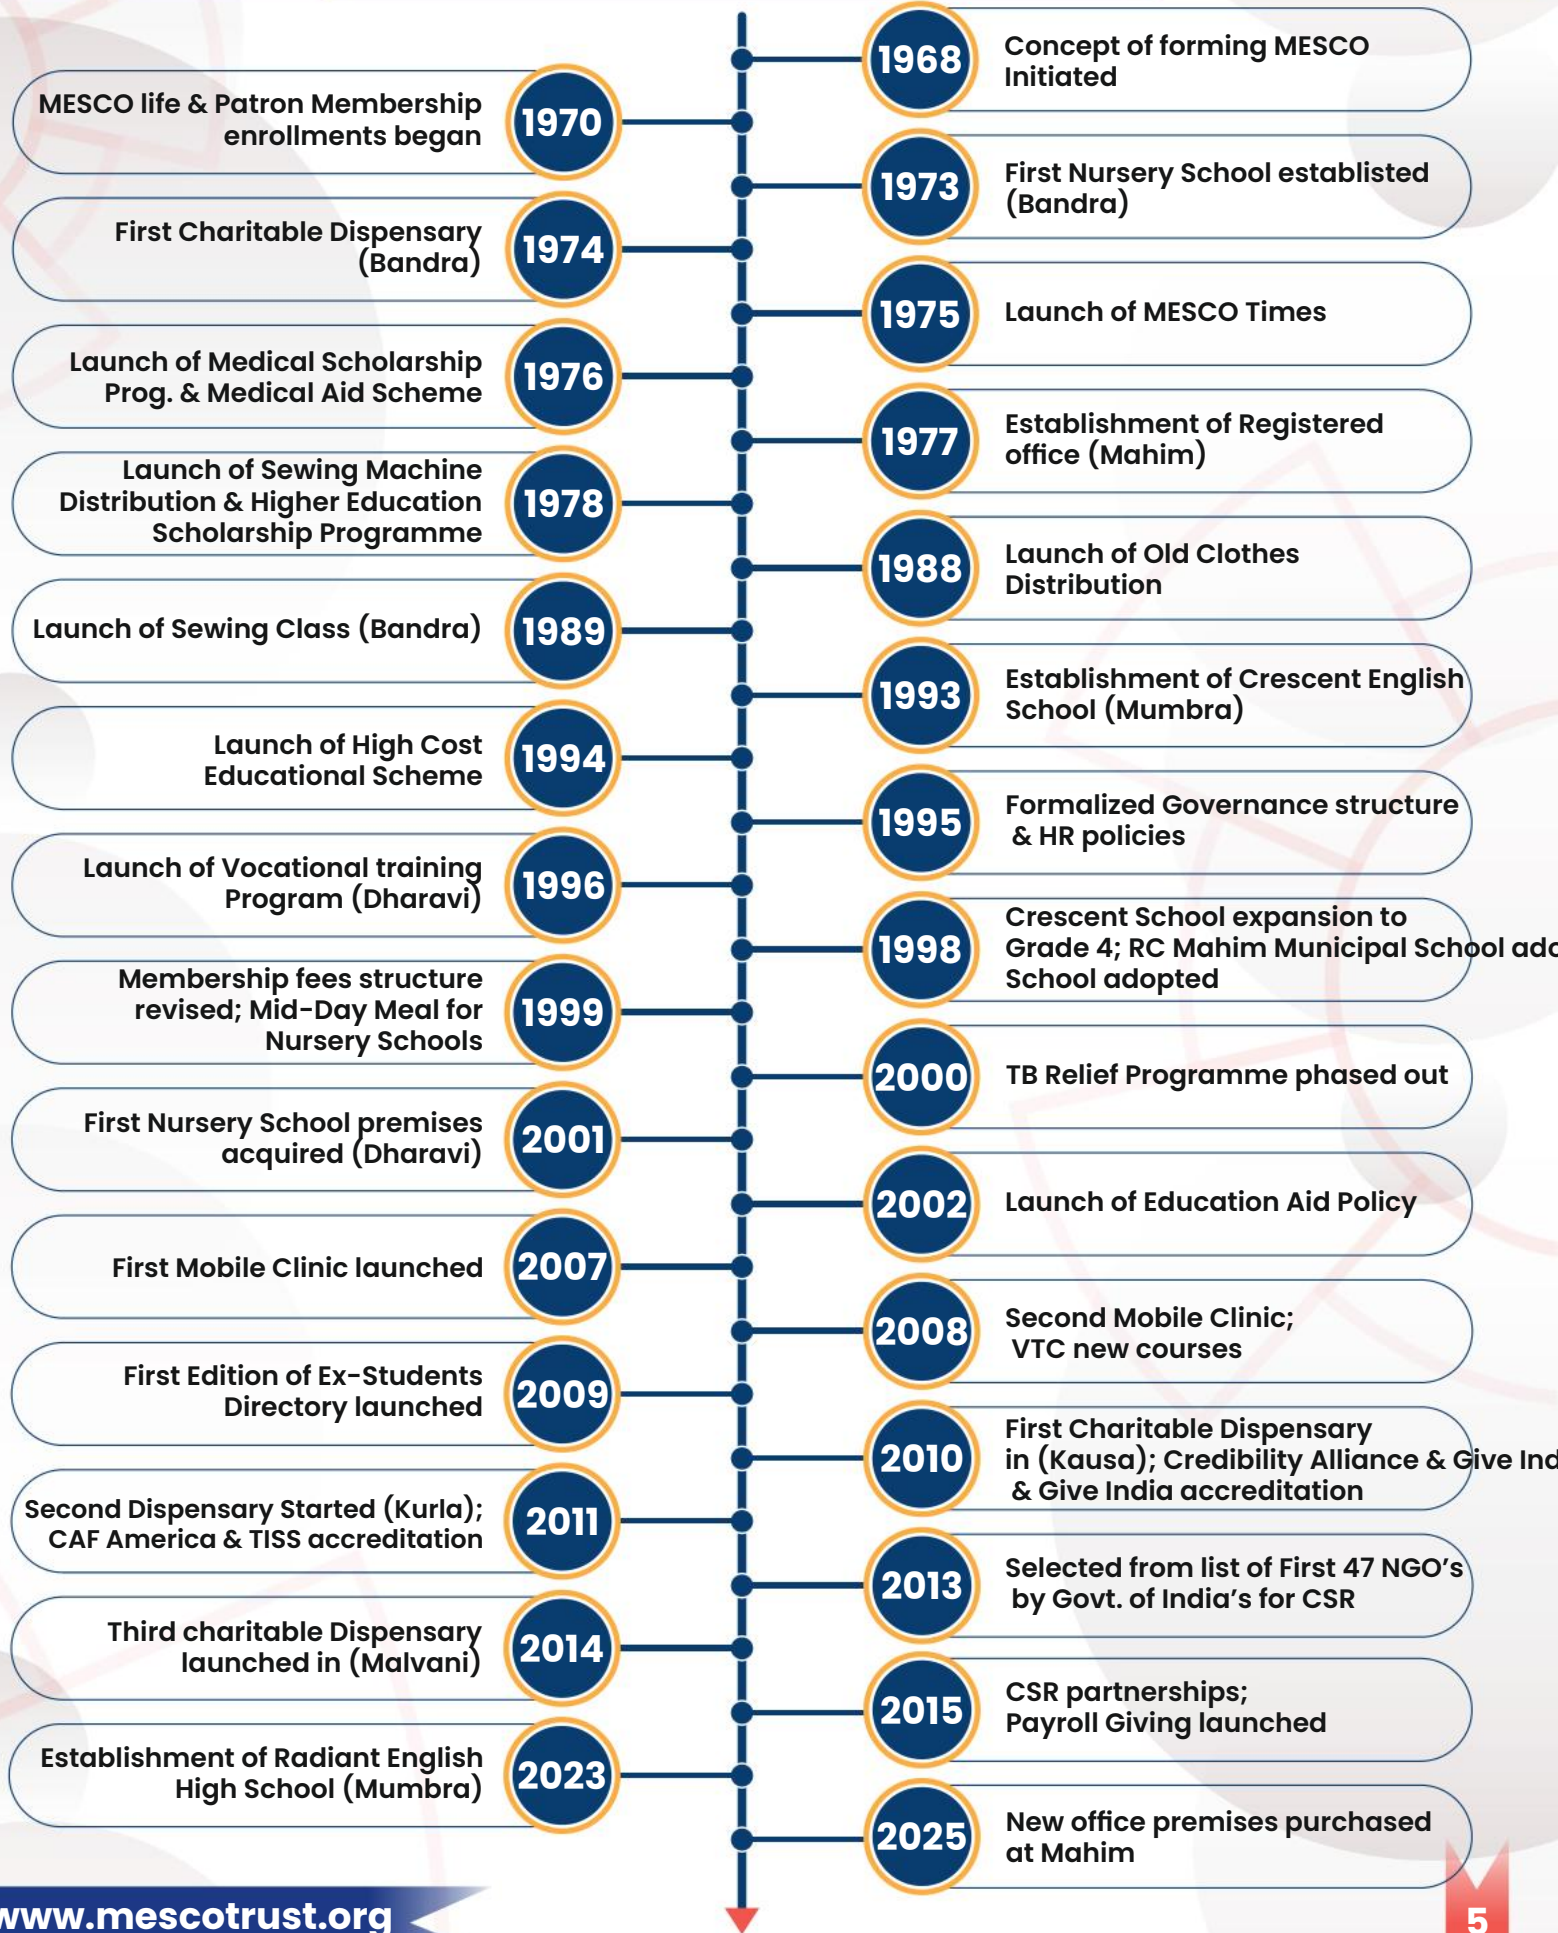 1968
Concept of forming MESCO
Initiated
MESCO life & Patron Membership
enrollments began
1970
1973
First Nursery School establisted
(Bandra)
First Charitable Dispensary
(Bandra)
1974
1975
Launch of MESCO Times
Launch of Medical Scholarship
Prog. & Medical Aid Scheme
1976
1977
Establishment of Registered
office (Mahim)
Launch of Sewing Machine
Distribution & Higher Education
Scholarship Programme
1978
1988
Launch of Old Clothes
Distribution
Launch of Sewing Class (Bandra)
1989
1993
Establishment of Crescent English
School (Mumbra)
Launch of High Cost
Educational Scheme
1994
1995
Formalized Governance structure
& HR policies
Launch of Vocational training
Program (Dharavi)
1996
1998
Crescent School expansion to
Grade 4; RC Mahim Municipal School ado
School adopted
Membership fees structure
revised; Mid-Day Meal for
Nursery Schools
1999
2000
TB Relief Programme phased out
First Nursery School premises
acquired (Dharavi)
2001
2002
Launch of Education Aid Policy
First Mobile Clinic launched
2007
2008
Second Mobile Clinic;
VTC new courses
First Edition of Ex-Students
Directory launched
2009
2010
First Charitable Dispensary
in (Kausa); Credibility Alliance & Give Ind
& Give India accreditation
Second Dispensary Started (Kurla);
CAF America & TISS accreditation
2011
2013
Selected from list of First 47 NGO's
by Govt. of India's for CSR
Third charitable Dispensary
launched in (Malvani)
2014
2015
CSR partnerships;
Payroll Giving launched
Establishment of Radiant English
High School (Mumbra)
2023
2025
New office premises purchased
at Mahim
www.mescotrust.org
5